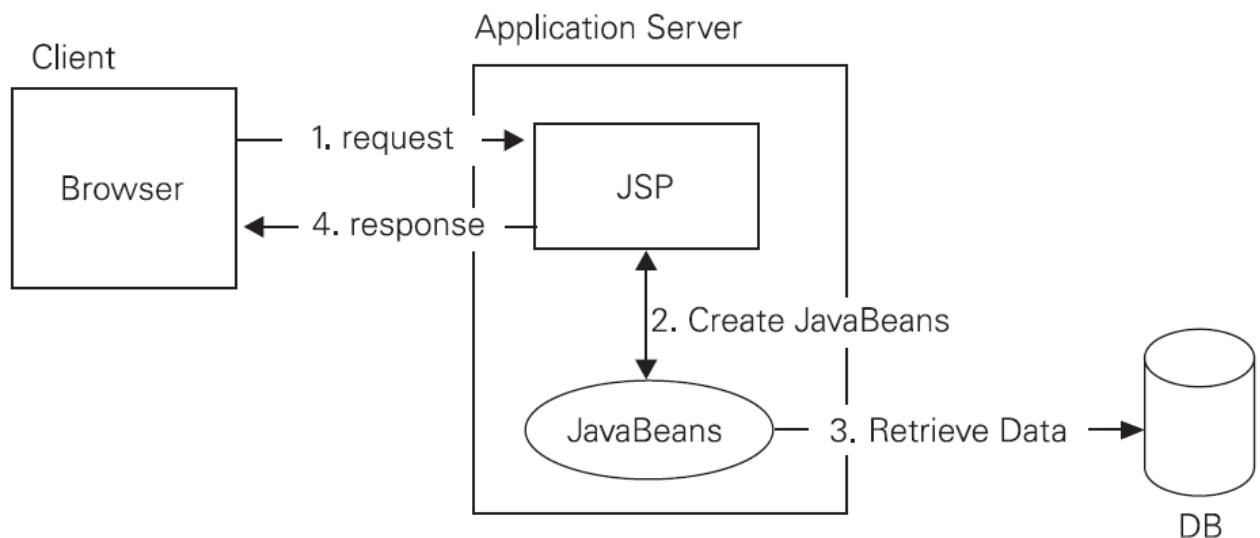 Application Server
Client
1. request
Browser
JSP
4. response
2. Create JavaBeans
JavaBeans
3. Retrieve Data
DB